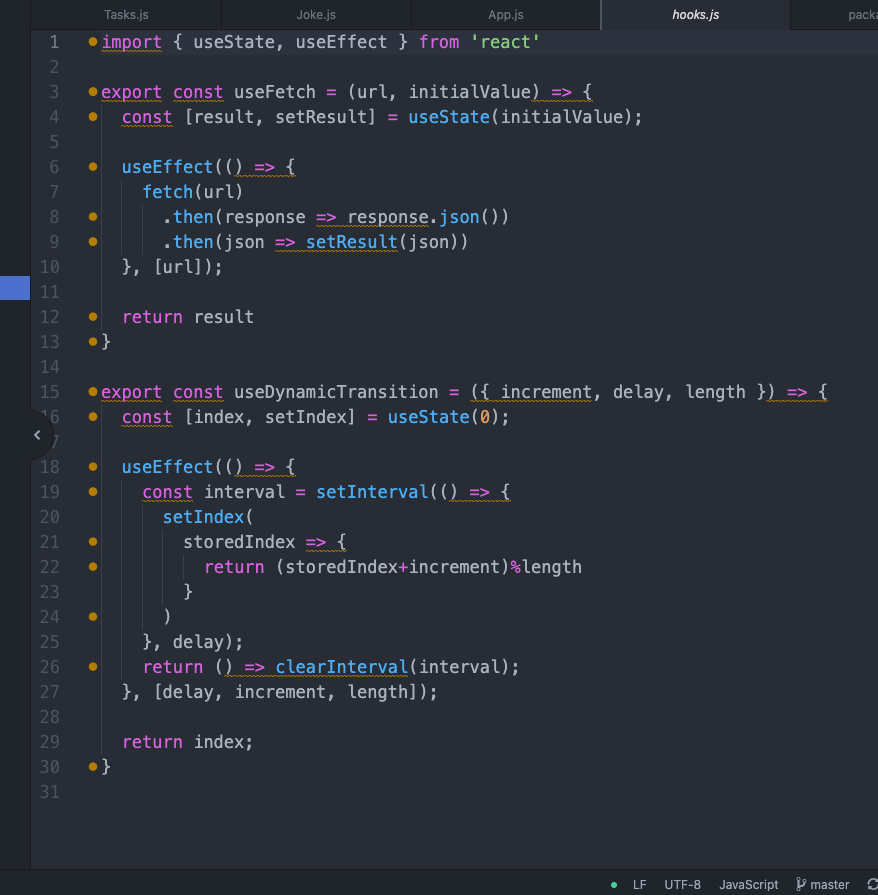 Tasks.js Joke.js App.js hooks.js
1 import { useState, useEffect } from 'react'
2
3 export const useFetch = (url, initialValue) => {
4   const [result, setResult] = useState(initialValue);
5
6   useEffect(() => {
7     fetch(url)
8       .then(response => response.json())
9       .then(json => setResult(json))
10   }, [url]);
11
12   return result
13 }
14
15 export const useDynamicTransition = ({ increment, delay, length }) => {
16   const [index, setIndex] = useState(0);
7
18   useEffect(() => {
19     const interval = setInterval(() => {
20       setIndex(
21         storedIndex => {
22           return (storedIndex+increment)%length
23         }
24       )
25     }, delay);
26     return () => clearInterval(interval);
27   }, [delay, increment, length]);
28
29   return index;
30 }
31
LF UTF-8 JavaScript master